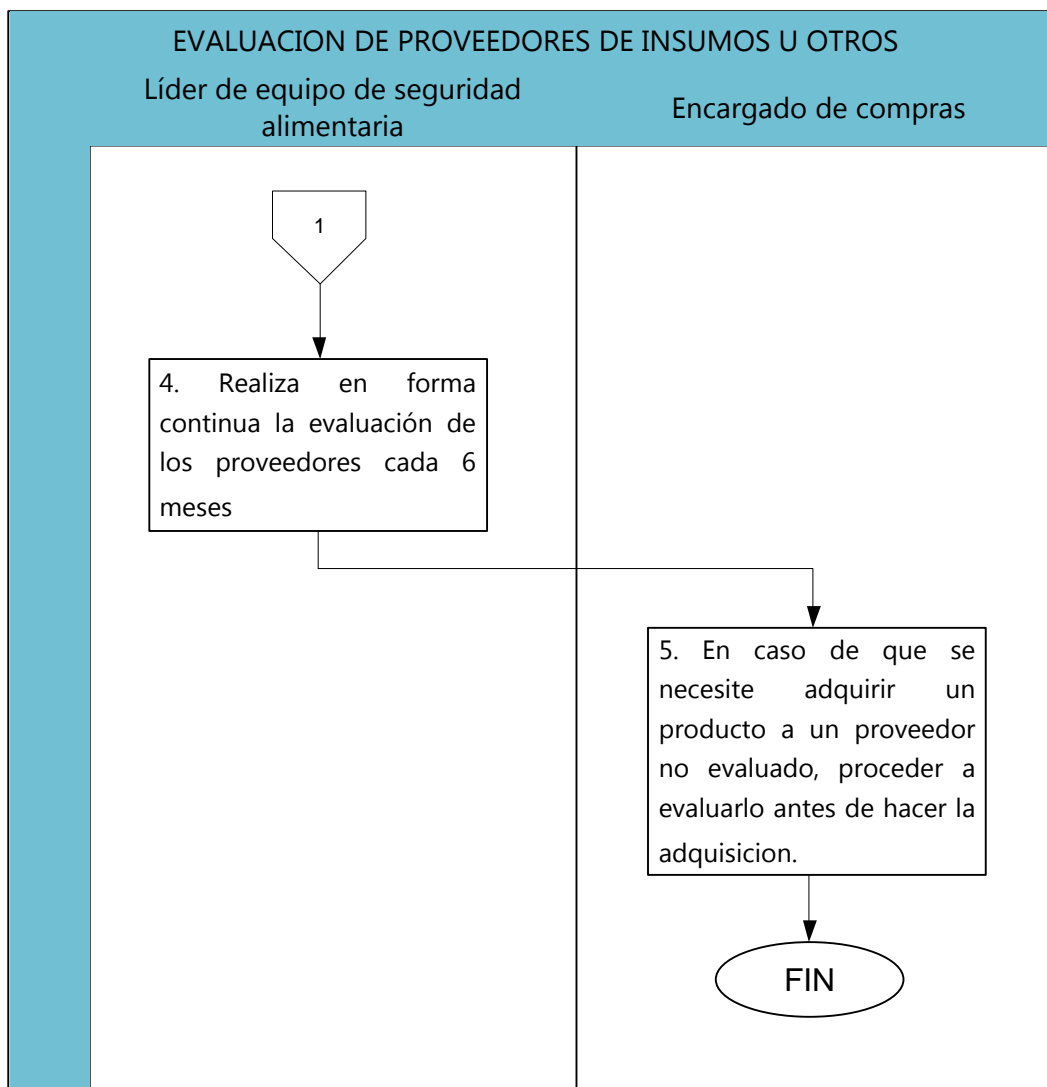 EVALUACION DE PROVEEDORES DE INSUMOS U OTROS
Líder de equipo de seguridad
alimentaria
Encargado de compras
1
4. Realiza en forma
continua la evaluación de
los proveedores cada 6
meses
5. En caso de que se
necesite adquirir un
producto a un proveedor
no evaluado, proceder a
evaluarlo antes de hacer la
adquisicion.
FIN